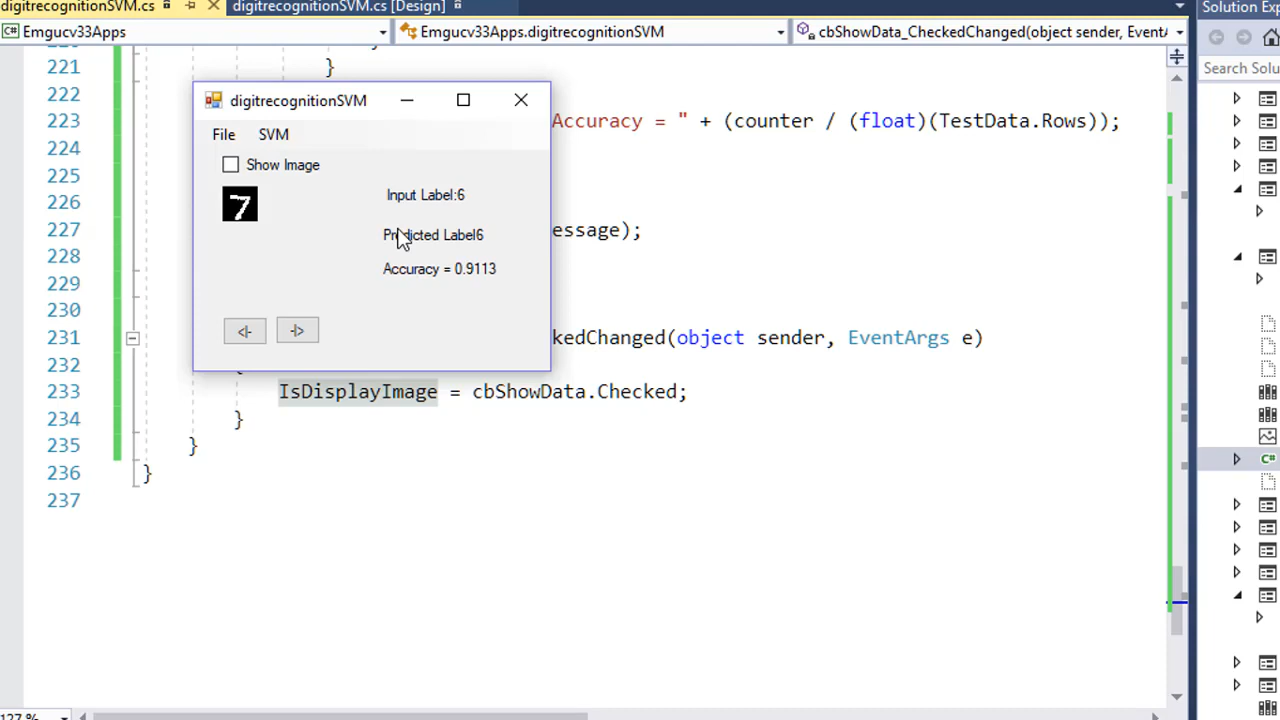 digitrecognitionSVM.cs
digitrecognitionSVM.cs [Design]
Solution Exp
Emgucv33Apps
Emgucv33Apps.digitrecognitionSVM
cbShowData_CheckedChanged(object sender, EventA
Search Solu
221 }
222
223 Accuracy = " + (counter / (float)(TestData.Rows));
224
225
226
227 essage);
228
229
230
231 kedChanged(object sender, EventArgs e)
232
233 IsDisplayImage = cbShowData.Checked;
234 }
235 }
236 }
237
digitrecognitionSVM
File SVM
Show Image
7
Input Label:6
Predicted Label6
Accuracy = 0.9113
<|- -|>
127 %